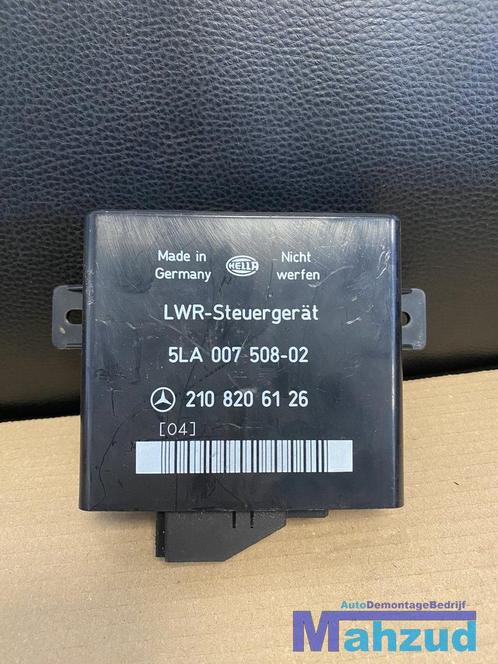 Made in Germany
HELLA
Nicht werfen
LWR-Steuergerät
5LA 007 508-02
210 820 61 26
[04]
AutoDemontageBedrijf
Mahzud